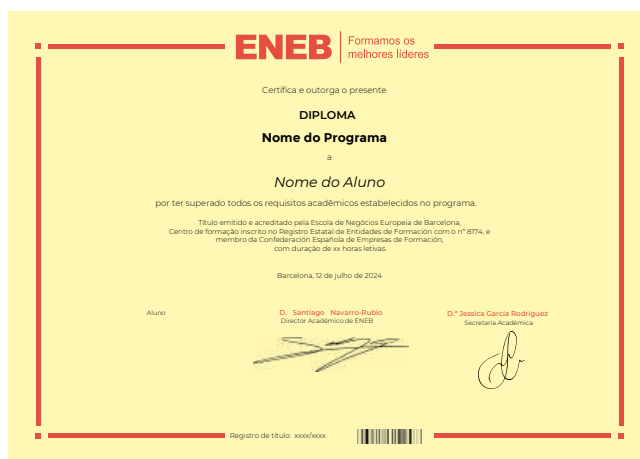 ENEB
Formamos os
melhores líderes
Certifica e outorga o presente
DIPLOMA
Nome do Programa
a
Nome do Aluno
por ter superado todos os requisitos acadêmicos estabelecidos no programa.
Título emitido e acreditado pela Escola de Negócios Europeia de Barcelona,
Centro de formação inscrito no Registro Estatal de Entidades de Formación com o nº 8174, e
membro da Confederación Española de Empresas de Formación,
com duração de xx horas letivas.
Barcelona, 12 de julho de 2024
Aluno
D. Santiago Navarro-Rubio
Director Acadêmico de ENEB
D.ª Jessica García Rodríguez
Secretaria Acadêmica
Registro de título: xxxx/xxxx